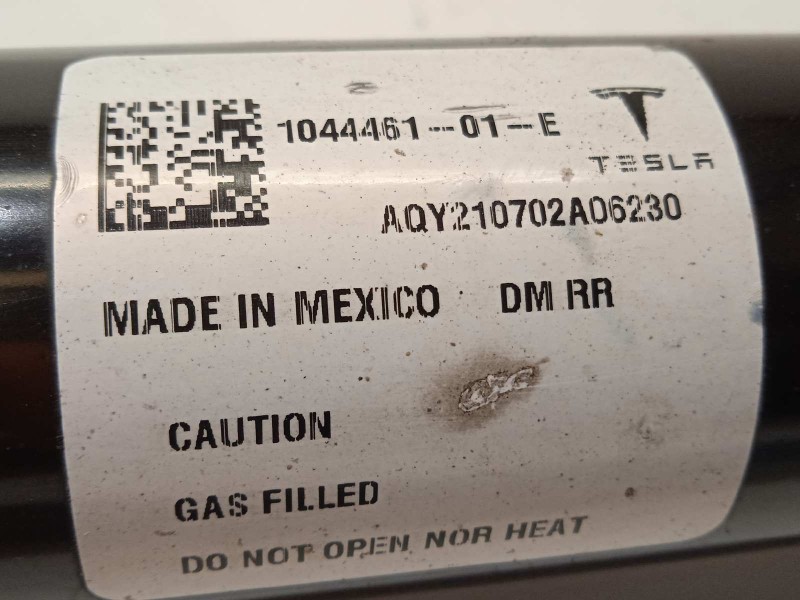 1044461-01-E
TESLA
AQY210702A06230
MADE IN MEXICO DM RR
CAUTION
GAS FILLED
DO NOT OPEN NOR HEAT